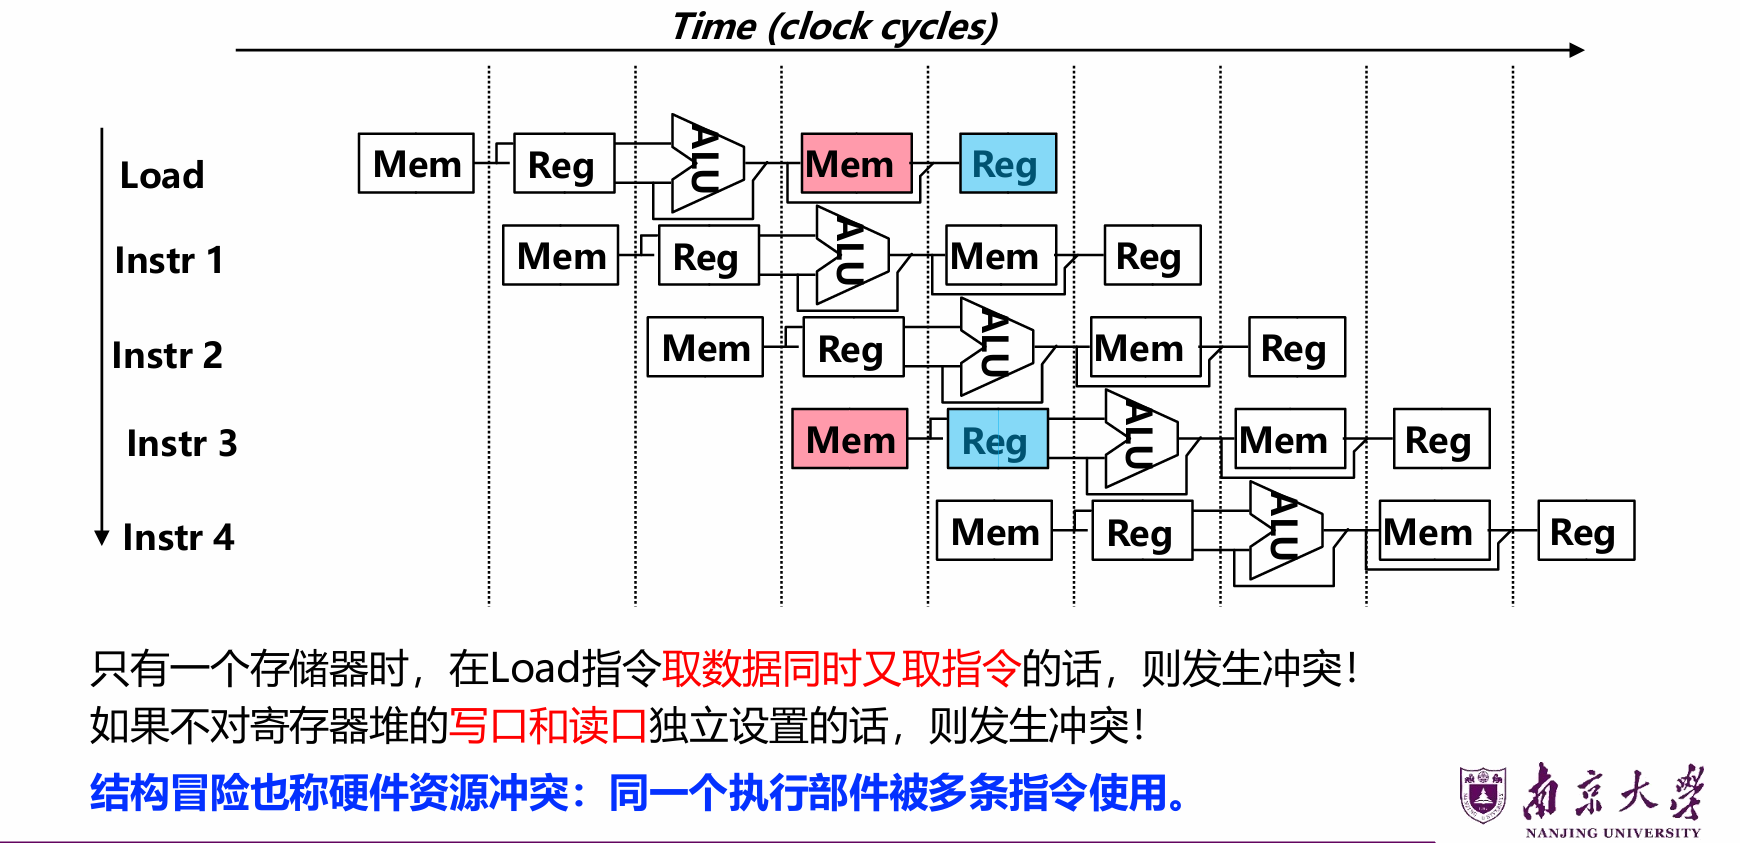 Time (clock cycles)
Load Mem Reg ALU Mem Reg
Instr 1 Mem Reg ALU Mem Reg
Instr 2 Mem Reg ALU Mem Reg
Instr 3 Mem Reg ALU Mem Reg
Instr 4 Mem Reg ALU Mem Reg
只有一个存储器时，在Load指令取数据同时又取指令的话，则发生冲突！
如果不对寄存器堆的写口和读口独立设置的话，则发生冲突！
结构冒险也称硬件资源冲突：同一个执行部件被多条指令使用。
南京大学
NANJING UNIVERSITY